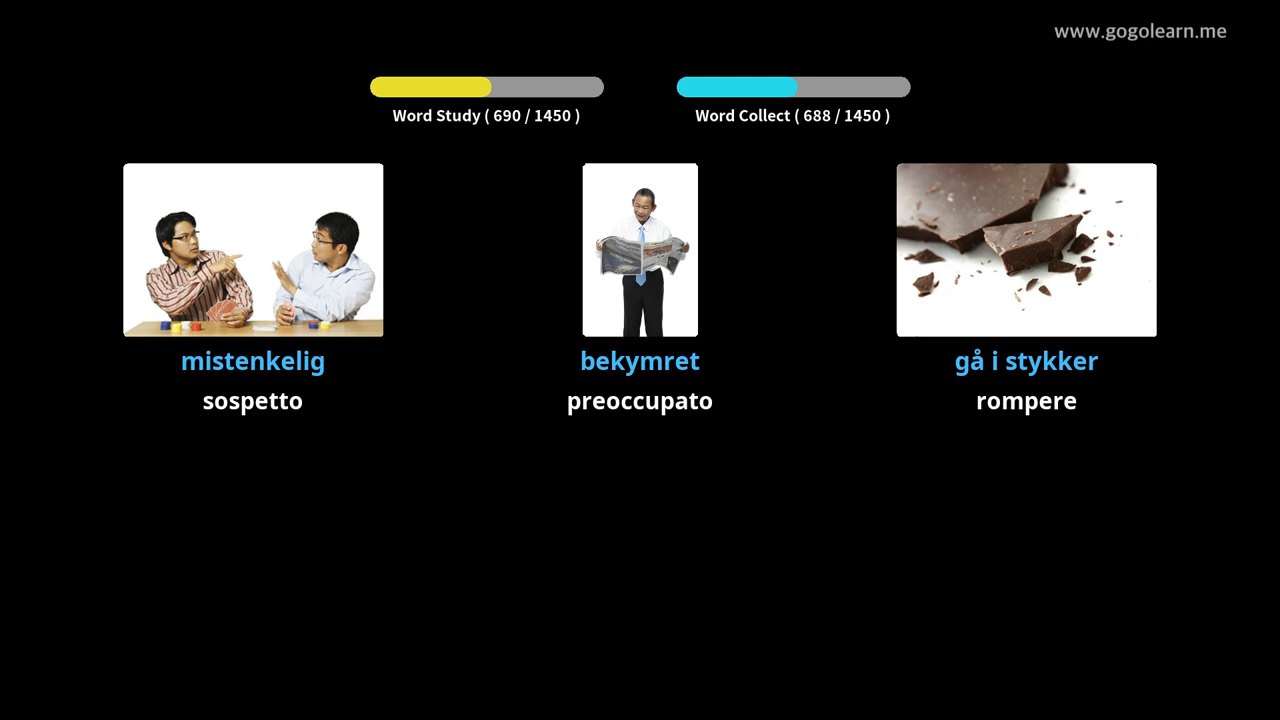 www.gogolearn.me
Word Study ( 690 / 1450 )
Word Collect ( 688 / 1450 )
mistenkelig
bekymret
gå i stykker
sospetto
preoccupato
rompere